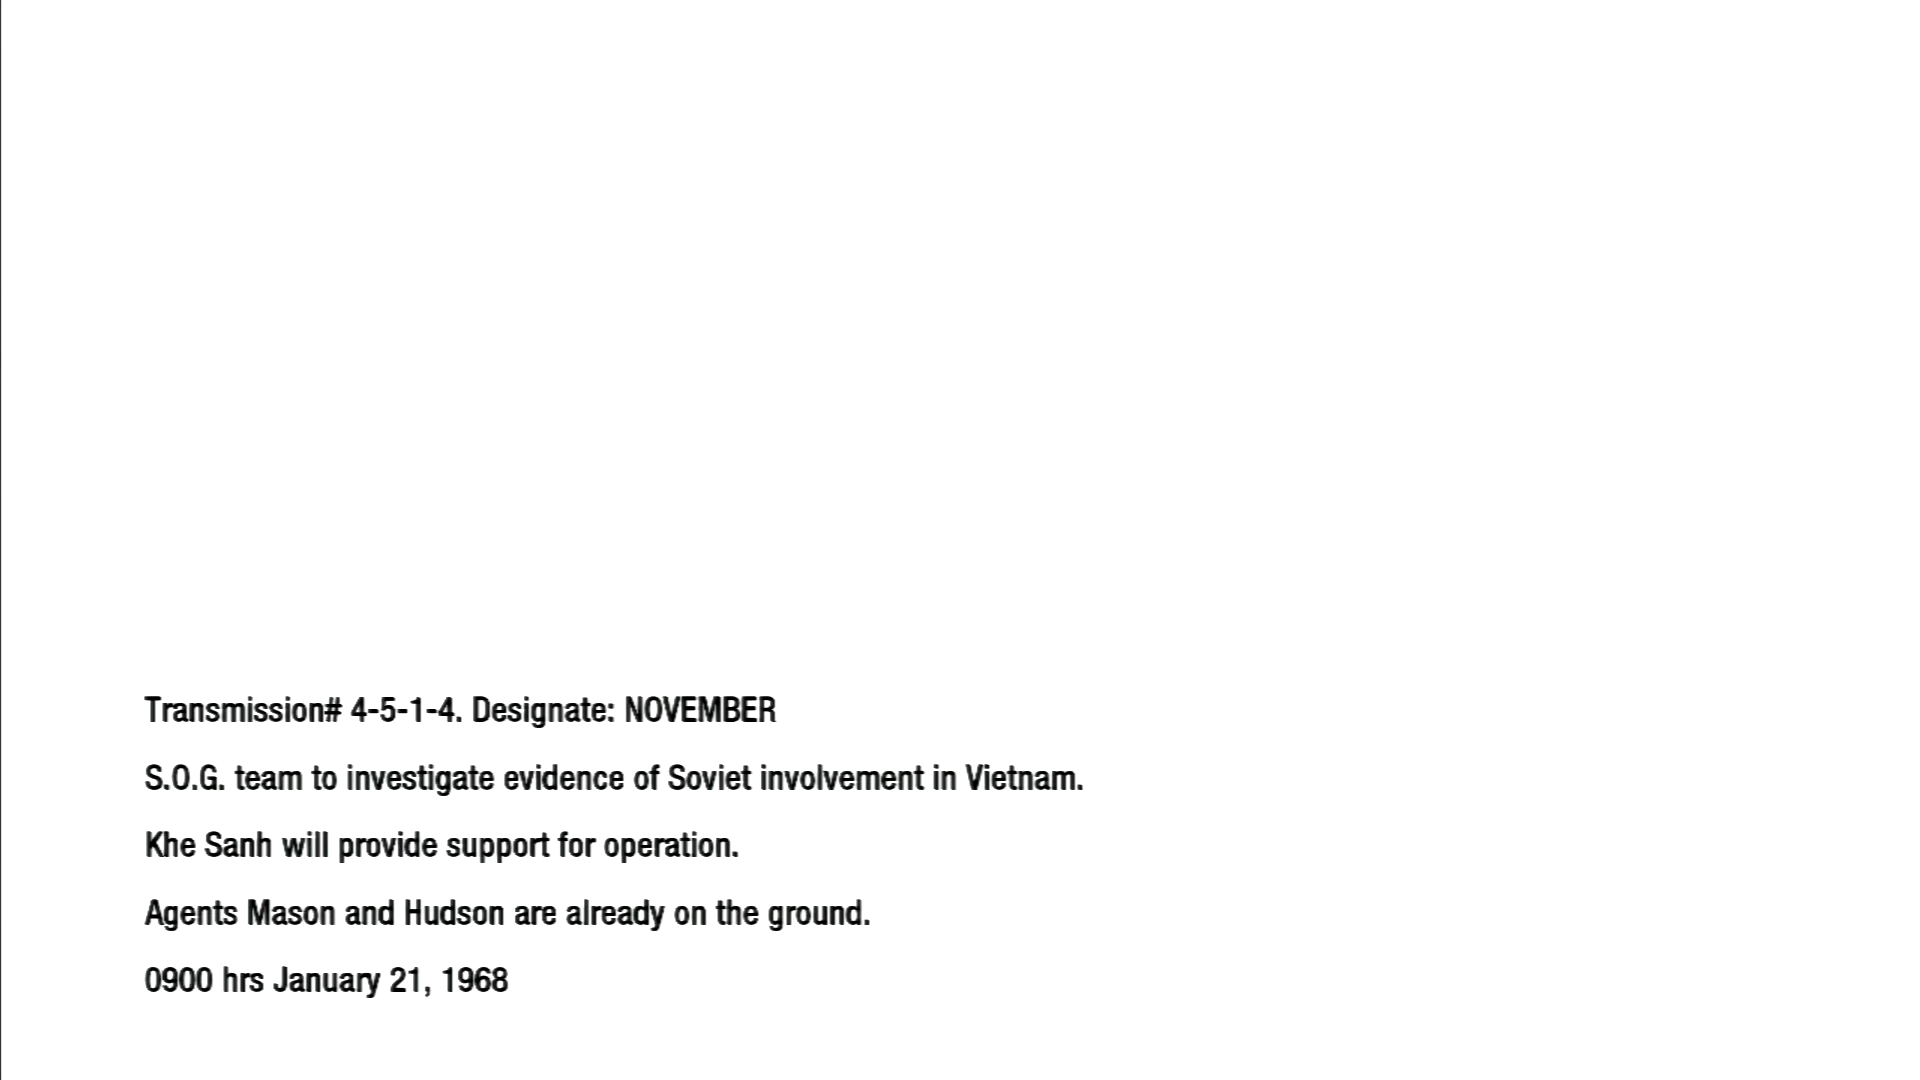 Transmission# 4-5-1-4. Designate: NOVEMBER
S.O.G. team to investigate evidence of Soviet involvement in Vietnam.
Khe Sanh will provide support for operation.
Agents Mason and Hudson are already on the ground.
0900 hrs January 21, 1968